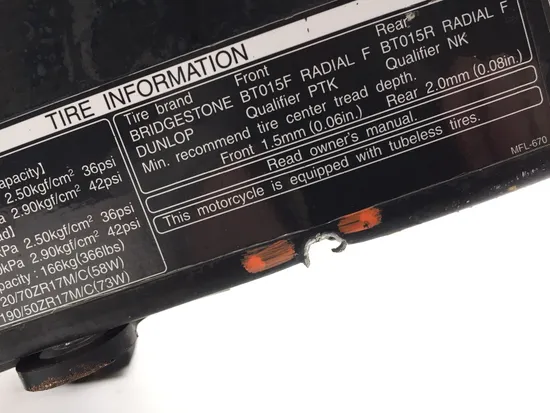 TIRE INFORMATION
Tire brand Front Rear
BRIDGESTONE BT015F RADIAL F BT015R RADIAL F
DUNLOP Qualifier PTK Qualifier NK
Min. recommend tire center tread depth.
Front 1.5mm (0.06in.) Rear 2.0mm (0.08in.)
Read owner's manual.
This motorcycle is equipped with tubeless tires.
MFL-670
apacity]
2.50kgf/cm² 36psi
2.90kgf/cm² 42psi
d]
Pa 2.50kgf/cm² 36psi
kPa 2.90kgf/cm² 42psi
pacity : 166kg(366lbs)
20/70ZR17M/C(58W)
190/50ZR17M/C(73W)